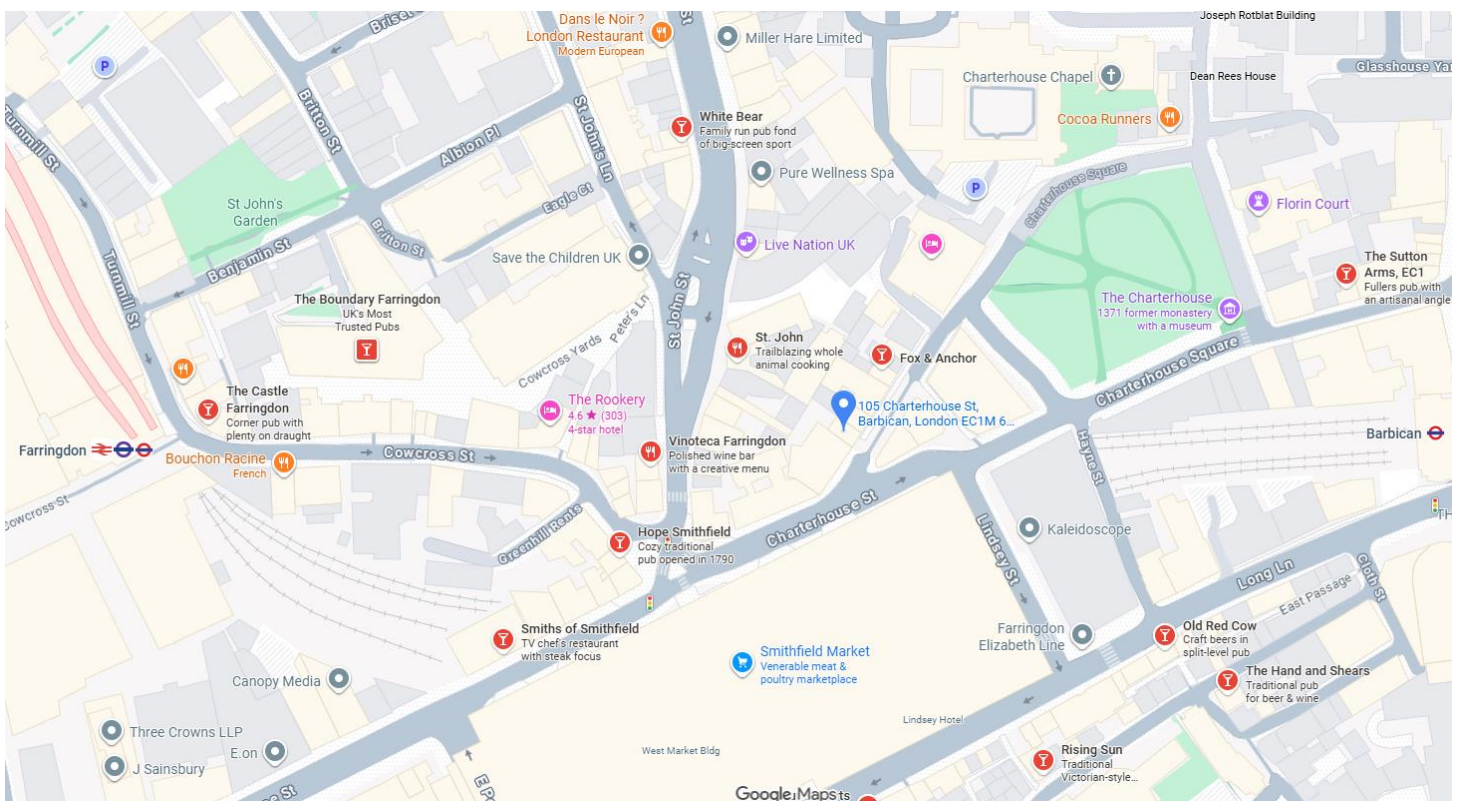 Dans le Noir ?
London Restaurant
Modern European
St
Miller Hare Limited
Joseph Rotblat Building
Glasshouse Yar
Charterhouse Chapel
Dean Rees House
Cocoa Runners
P
Turnmill St
Britton St
Albion Pl
St John's Ln
White Bear
Family run pub fond
of big-screen sport
Pure Wellness Spa
P
Charterhouse Square
Florin Court
St John's
Garden
Eagle Ct
Britton St
Benjamin St
Save the Children UK
Live Nation UK
The Sutton
Arms, EC1
Fullers pub with
an artisanal angle
Turnmill St
The Boundary Farringdon
UK's Most
Trusted Pubs
Peter's Ln
St John St
The Charterhouse
1371 former monastery
with a museum
Cowcross Yards
St. John
Trailblazing whole
animal cooking
Fox & Anchor
Charterhouse Square
The Castle
Farringdon
Corner pub with
plenty on draught
The Rookery
4.6 ★ (303)
4-star hotel
105 Charterhouse St,
Barbican, London EC1M 6...
Farringdon
Bouchon Racine
French
Cowcross St
Vinoteca Farringdon
Polished wine bar
with a creative menu
Hayne St
Barbican
Cowcross St
Greenhill Rents
Hope Smithfield
Cozy traditional
pub opened in 1790
Charterhouse St
Lindsey St
Kaleidoscope
Long Ln
East Passage
Cloth St
Smiths of Smithfield
TV chef's restaurant
with steak focus
Smithfield Market
Venerable meat &
poultry marketplace
Farringdon
Elizabeth Line
Old Red Cow
Craft beers in
split-level pub
The Hand and Shears
Traditional pub
for beer & wine
Canopy Media
Three Crowns LLP
E.on
J Sainsbury
Lindsey Hotel
West Market Bldg
Rising Sun
Traditional
Victorian-style...
Google Maps